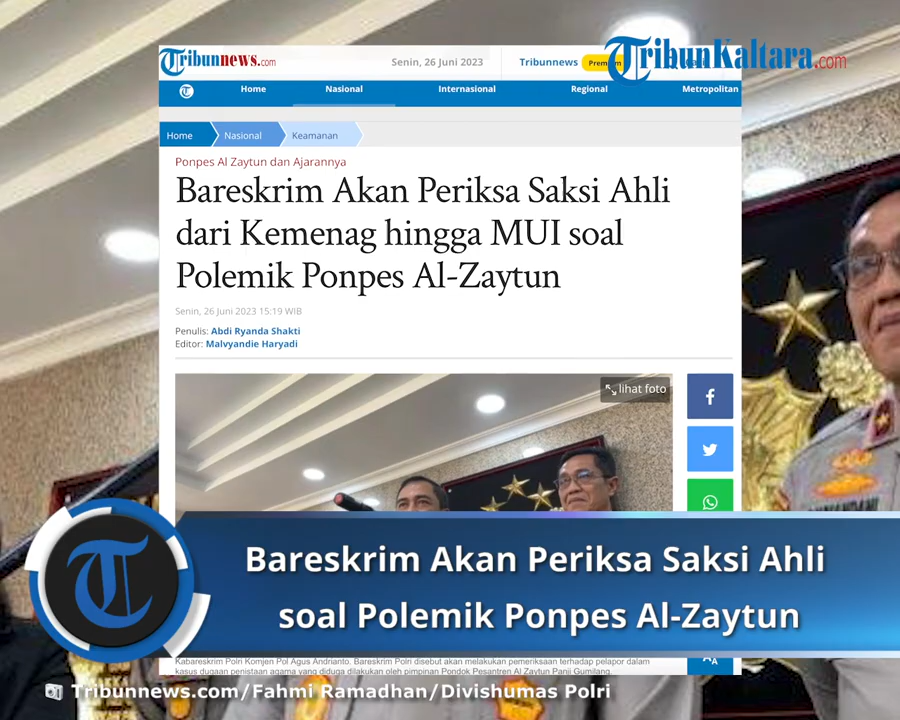 Tribunnews.com
Senin, 26 Juni 2023
Tribunnews
TribunKaltara.com
Home
Nasional
Internasional
Regional
Metropolitan
Home
Nasional
Keamanan
Ponpes Al Zaytun dan Ajarannya
Bareskrim Akan Periksa Saksi Ahli
dari Kemenag hingga MUI soal
Polemik Ponpes Al-Zaytun
Senin, 26 Juni 2023 15:19 WIB
Penulis: Abdi Ryanda Shakti
Editor: Malvyandie Haryadi
lihat foto
Bareskrim Akan Periksa Saksi Ahli
soal Polemik Ponpes Al-Zaytun
Kabareskrim Polri Komjen Pol Agus Andrianto. Bareskrim Polri disebut akan melakukan pemeriksaan terhadap pelapor dalam
kasus dugaan penistaan agama yang diduga dilakukan oleh pimpinan Pondok Pesantren Al Zaytun Panji Gumilang.
Tribunnews.com/Fahmi Ramadhan/Divishumas Polri